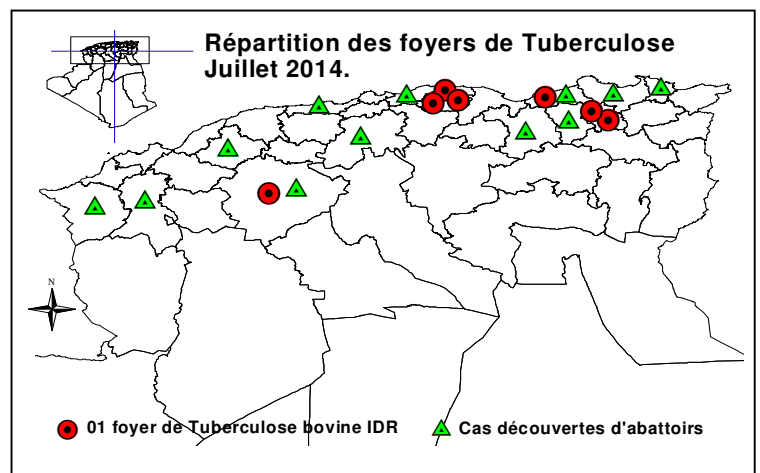 Répartition des foyers de Tuberculose
Juillet 2014.
N
01 foyer de Tuberculose bovine IDR
Cas découvertes d'abattoirs